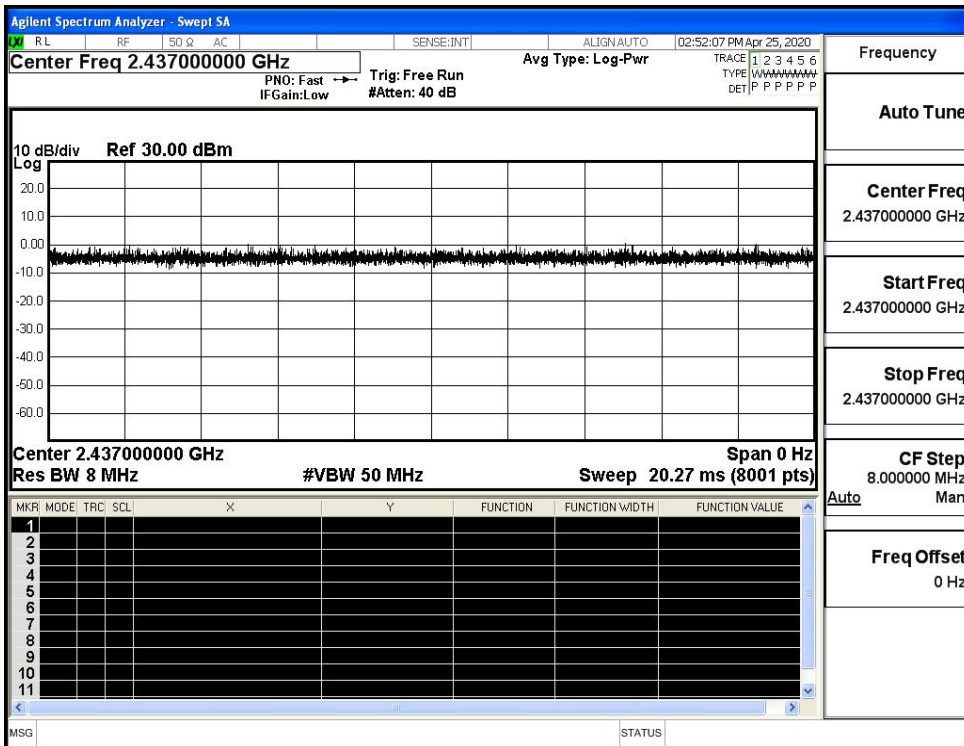 Agilent Spectrum Analyzer - Swept SA
LXI RL RF 50 Ω AC SENSE:INT ALIGN AUTO 02:52:07 PM Apr 25, 2020
Center Freq 2.437000000 GHz
PNO: Fast
IFGain:Low
Trig: Free Run
#Atten: 40 dB
Avg Type: Log-Pwr
TRACE 1 2 3 4 5 6
TYPE WWWWWW
DET P P P P P P
10 dB/div Ref 30.00 dBm
Log
20.0
10.0
0.00
-10.0
-20.0
-30.0
-40.0
-50.0
-60.0
Center 2.437000000 GHz Span 0 Hz
Res BW 8 MHz #VBW 50 MHz Sweep 20.27 ms (8001 pts)
MKR MODE TRC SCL X Y FUNCTION FUNCTION WIDTH FUNCTION VALUE
1
2
3
4
5
6
7
8
9
10
11
MSG STATUS
Frequency
Auto Tune
Center Freq
2.437000000 GHz
Start Freq
2.437000000 GHz
Stop Freq
2.437000000 GHz
CF Step
8.000000 MHz
Auto Man
Freq Offset
0 Hz